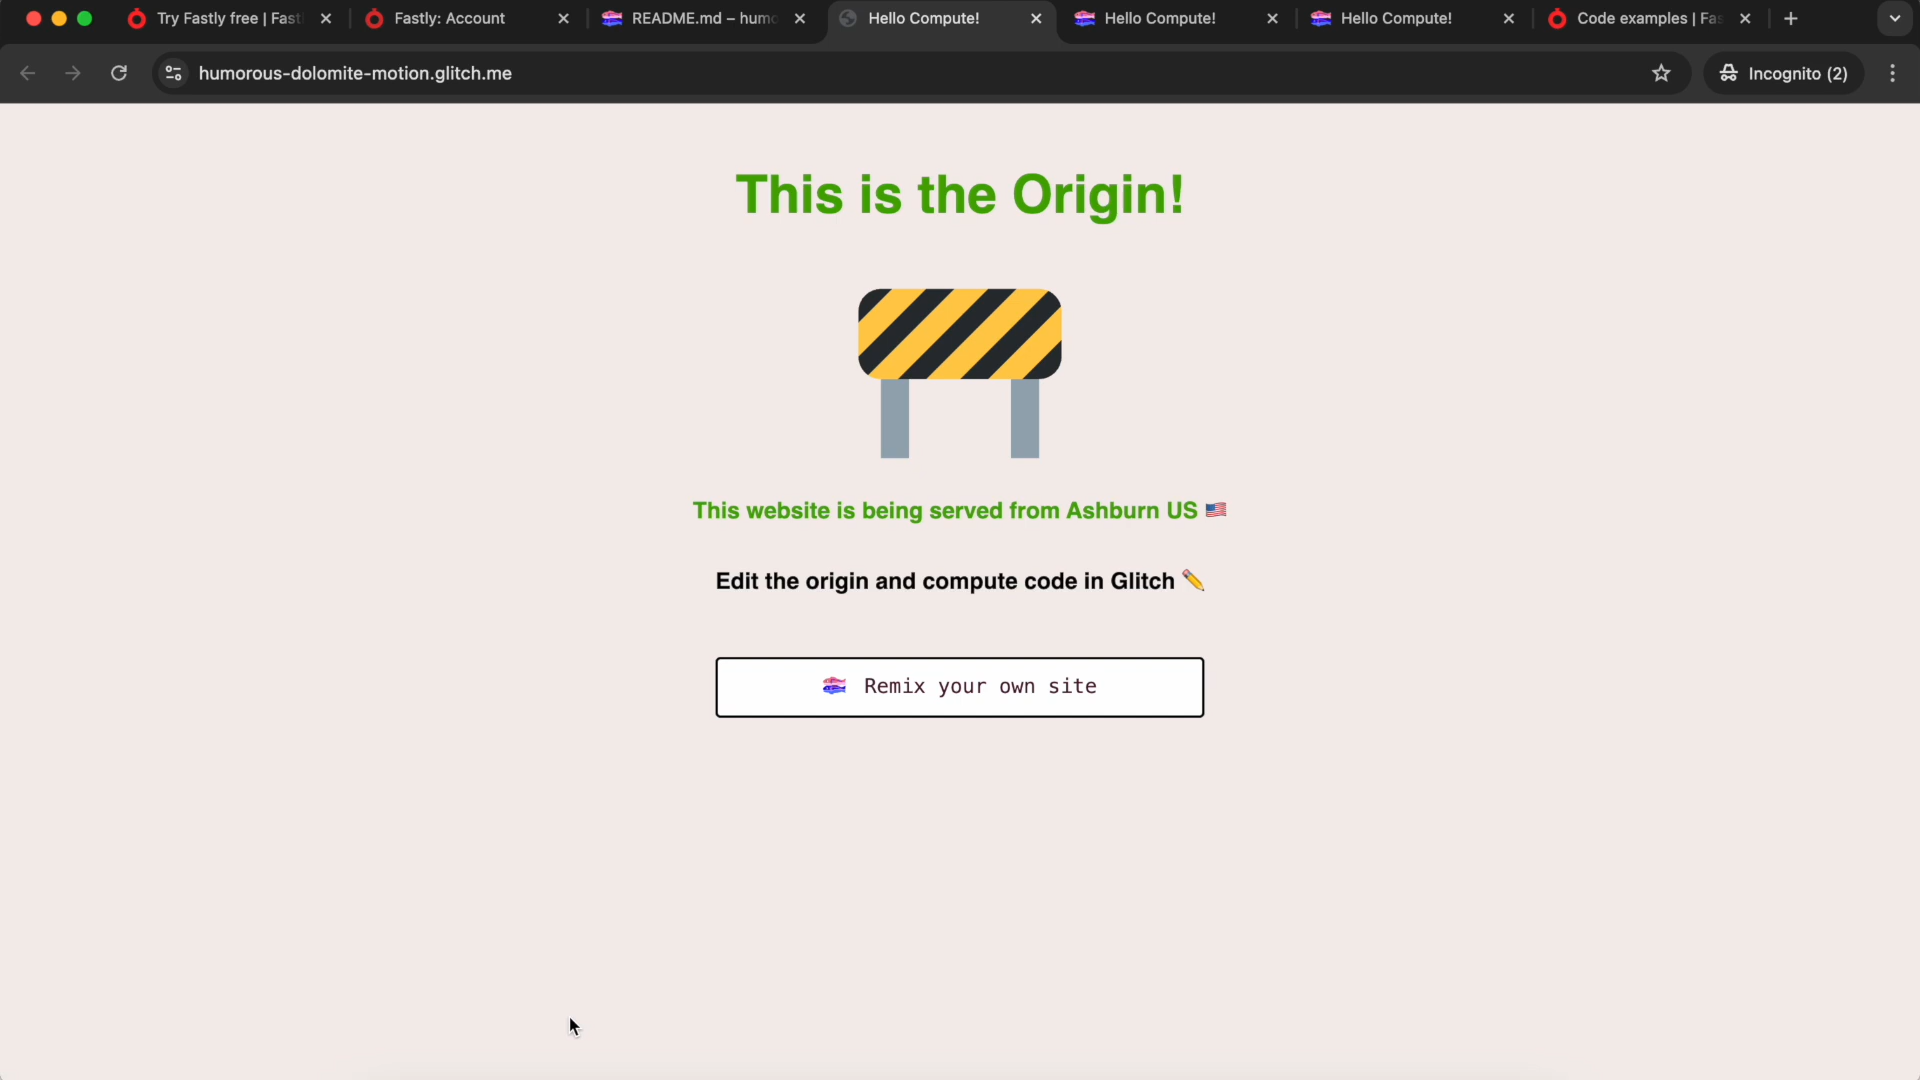 Try Fastly free | Fast
Fastly: Account
README.md – humo
Hello Compute!
Hello Compute!
Hello Compute!
Code examples | Fas
humorous-dolomite-motion.glitch.me
Incognito (2)
This is the Origin!
This website is being served from Ashburn US 🇺🇸
Edit the origin and compute code in Glitch ✏️
Remix your own site